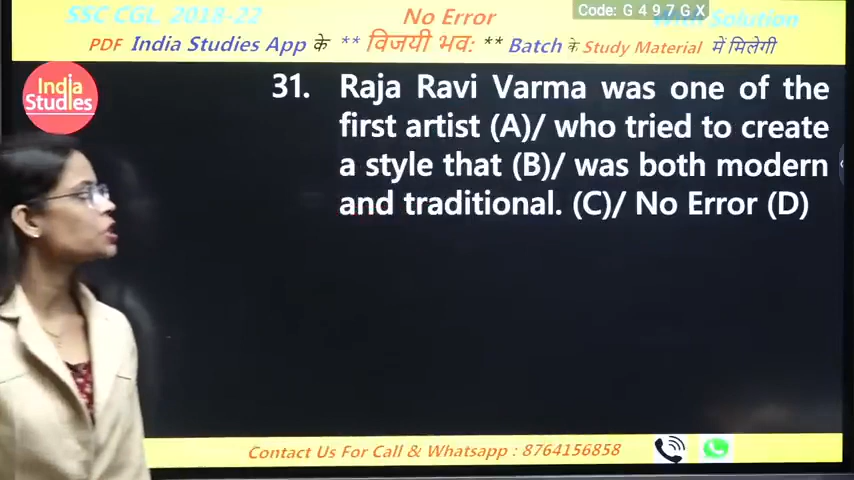 SSC CGL 2018-22
No Error
Code: G 4 9 7 G X
With Solution
PDF India Studies App के ** विजयी भव: ** Batch के Study Material में मिलेगी
India
Studies
31. Raja Ravi Varma was one of the
first artist (A)/ who tried to create
a style that (B)/ was both modern
and traditional. (C)/ No Error (D)
Contact Us For Call & Whatsapp : 8764156858